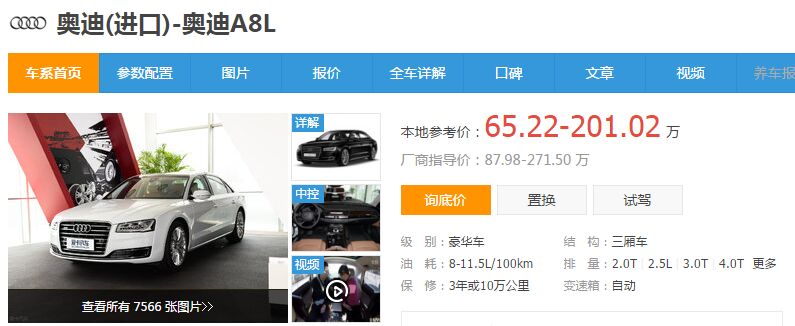 奥迪(进口)-奥迪A8L
车系首页 参数配置 图片 报价 全车详解 口碑 文章 视频 养车报
详解
中控
视频
爱卡汽车
查看所有 7566 张图片>>
本地参考价：65.22-201.02 万
厂商指导价：87.98-271.50 万
询底价 置换 试驾
级 别：豪华车 结 构：三厢车
油 耗：8-11.5L/100km 排 量：2.0T 2.5L 3.0T 4.0T 更多
保 修：3年或10万公里 变速箱：自动